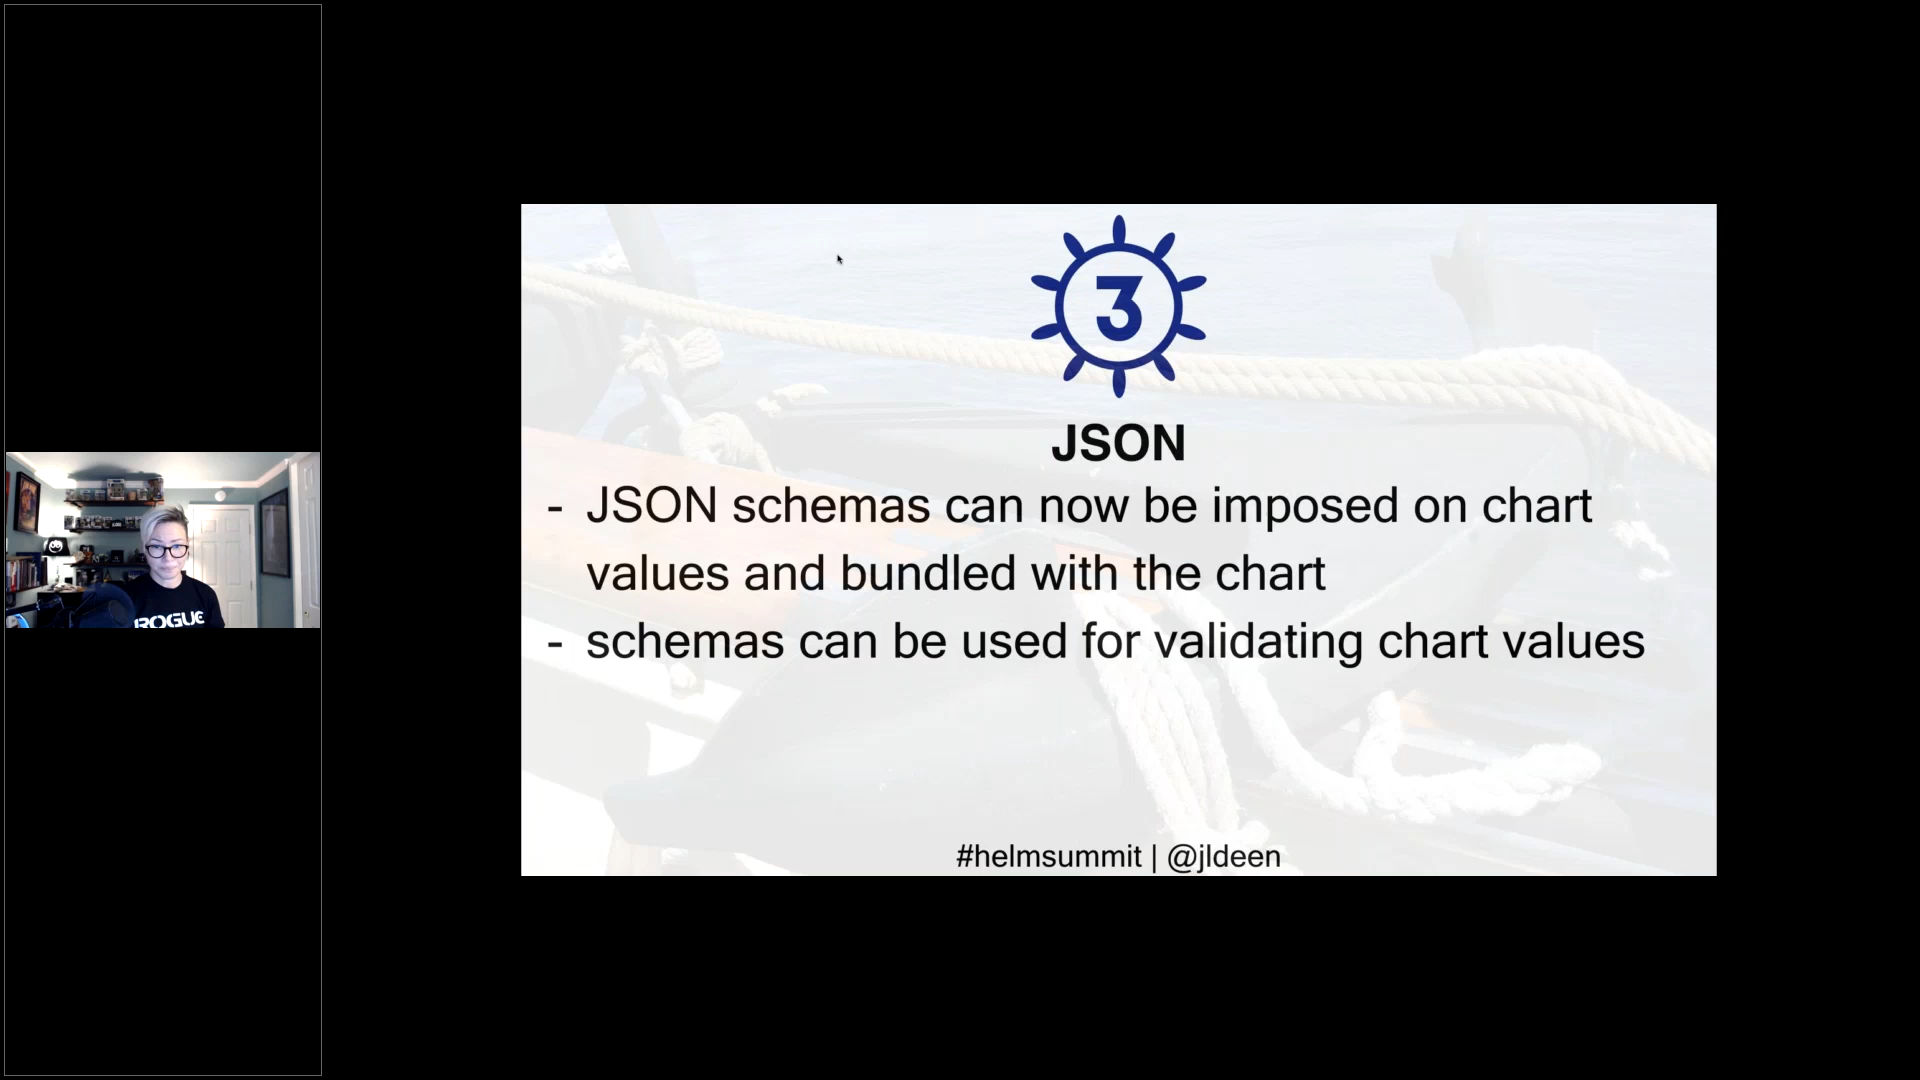 3
JSON
- JSON schemas can now be imposed on chart
values and bundled with the chart
- schemas can be used for validating chart values
#helmsummit | @jldeen
ROGUE